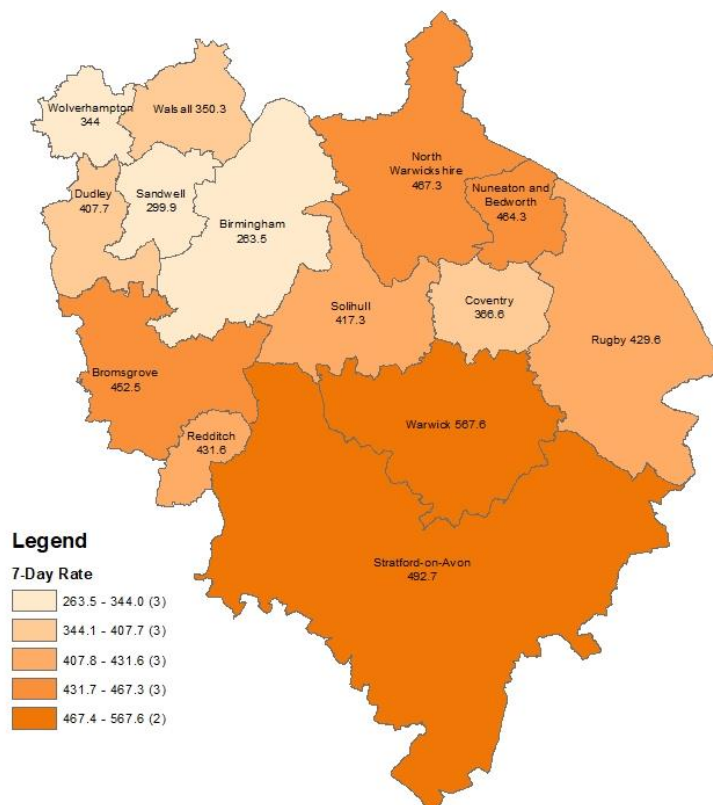 Wolverhampton
344
Walsall 350.3
North
Warwickshire
467.3
Nuneaton and
Bedworth
464.3
Dudley
407.7
Sandwell
299.9
Birmingham
263.5
Solihull
417.3
Coventry
366.6
Rugby 429.6
Bromsgrove
452.5
Redditch
431.6
Warwick 567.6
Stratford-on-Avon
492.7
Legend
7-Day Rate
263.5 - 344.0 (3)
344.1 - 407.7 (3)
407.8 - 431.6 (3)
431.7 - 467.3 (3)
467.4 - 567.6 (2)